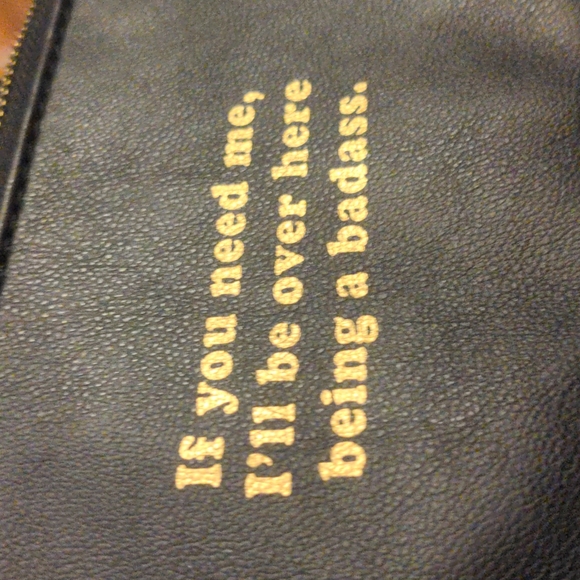 If you need me,
I'll be over here
being a badass.